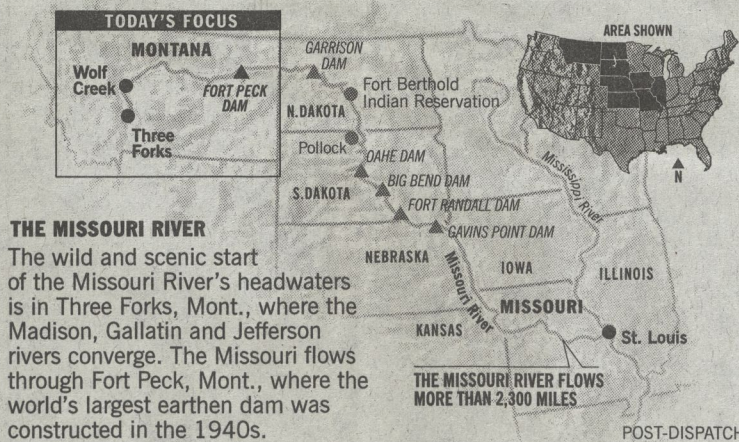 TODAY'S FOCUS
MONTANA
Wolf
Creek
FORT PECK
DAM
Three
Forks
GARRISON
DAM
Fort Berthold
Indian Reservation
N.DAKOTA
Pollock
OAHE DAM
BIG BEND DAM
S.DAKOTA
FORT RANDALL DAM
GAVINS POINT DAM
NEBRASKA
Missouri River
IOWA
Mississippi River
ILLINOIS
MISSOURI
KANSAS
St. Louis
AREA SHOWN
N
THE MISSOURI RIVER
The wild and scenic start
of the Missouri River's headwaters
is in Three Forks, Mont., where the
Madison, Gallatin and Jefferson
rivers converge. The Missouri flows
through Fort Peck, Mont., where the
world's largest earthen dam was
constructed in the 1940s.
THE MISSOURI RIVER FLOWS
MORE THAN 2,300 MILES
POST-DISPATCH